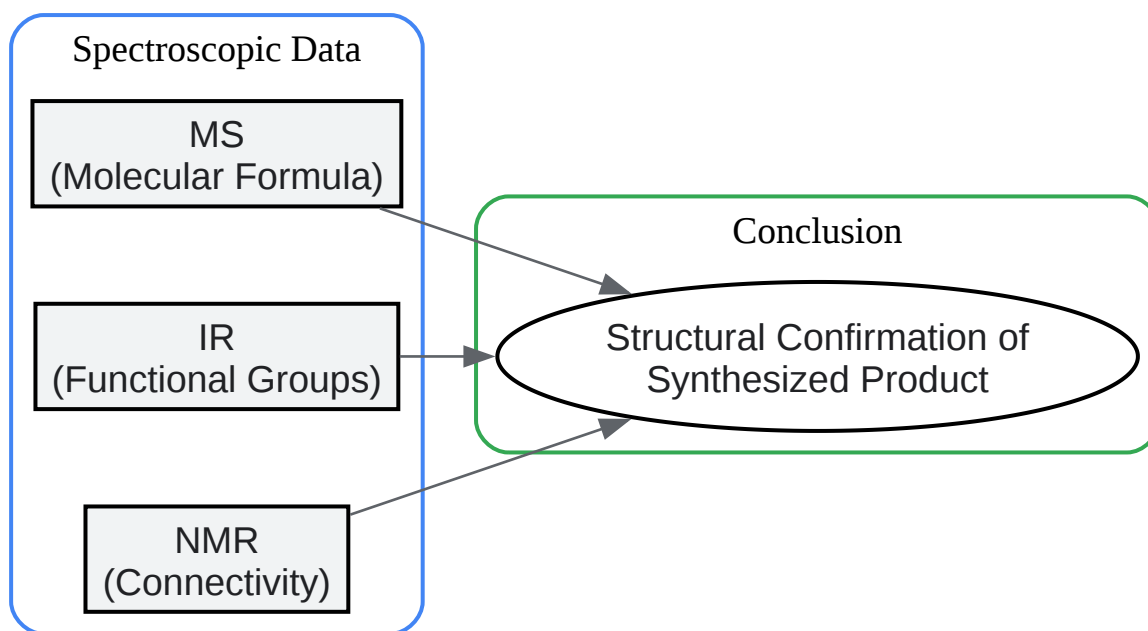 Spectroscopic Data
MS
(Molecular Formula)
IR
(Functional Groups)
NMR
(Connectivity)
Conclusion
Structural Confirmation of
Synthesized Product